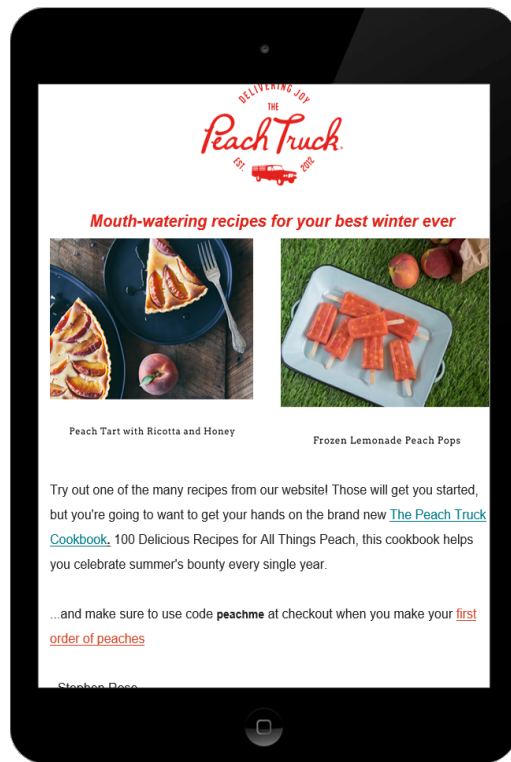 DELIVERING JOY
THE
Peach Truck
EST. 2012
Mouth-watering recipes for your best winter ever
Peach Tart with Ricotta and Honey
Frozen Lemonade Peach Pops
Try out one of the many recipes from our website! Those will get you started,
but you're going to want to get your hands on the brand new The Peach Truck
Cookbook. 100 Delicious Recipes for All Things Peach, this cookbook helps
you celebrate summer's bounty every single year.
...and make sure to use code peachme at checkout when you make your first
order of peaches
- Stephen Rose